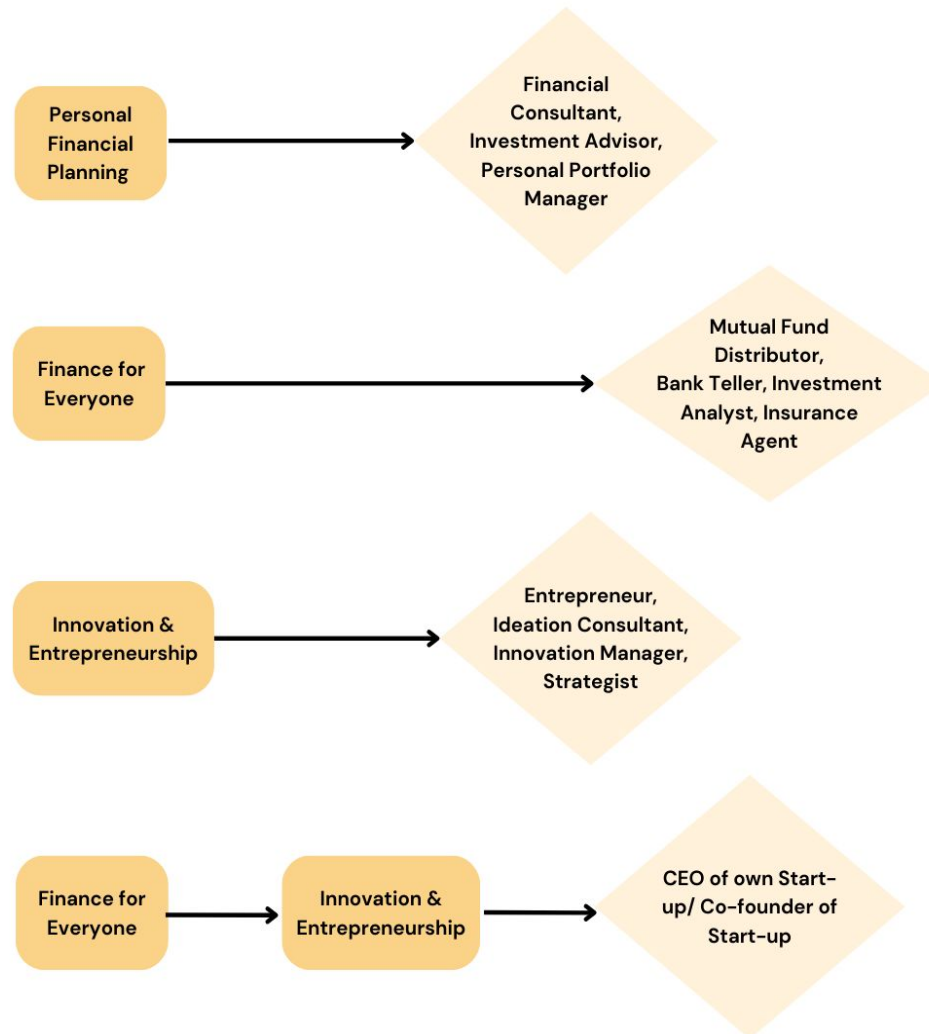 Personal
Financial
Planning
Financial
Consultant,
Investment Advisor,
Personal Portfolio
Manager
Finance for
Everyone
Mutual Fund
Distributor,
Bank Teller, Investment
Analyst, Insurance
Agent
Innovation &
Entrepreneurship
Entrepreneur,
Ideation Consultant,
Innovation Manager,
Strategist
Finance for
Everyone
Innovation &
Entrepreneurship
CEO of own Start-
up/ Co-founder of
Start-up